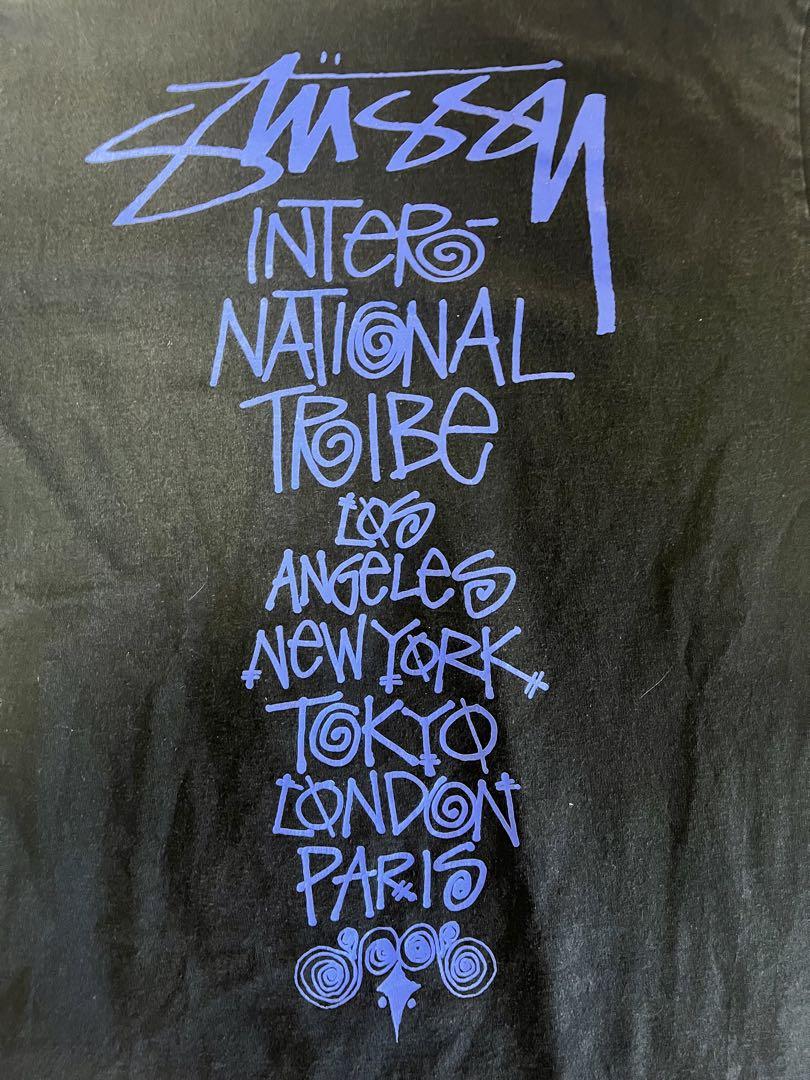 Stüssy
INTER-
NATIONAL
TRIBE
LOS
ANGELES
NEW YORK
TOKYO
LONDON
PARIS